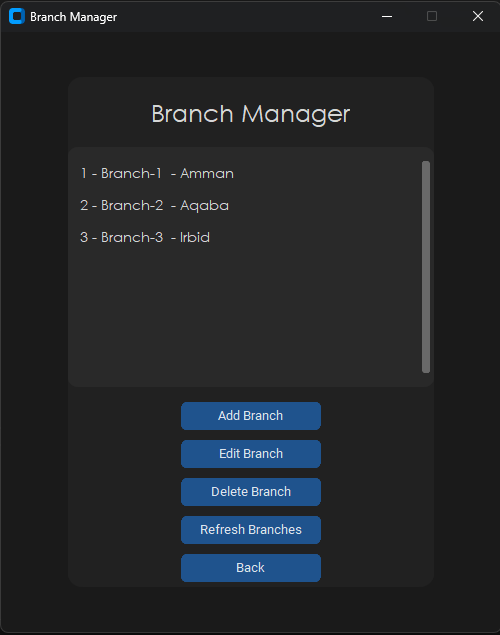 Branch Manager
Branch Manager
1 - Branch-1 - Amman
2 - Branch-2 - Aqaba
3 - Branch-3 - Irbid
Add Branch
Edit Branch
Delete Branch
Refresh Branches
Back